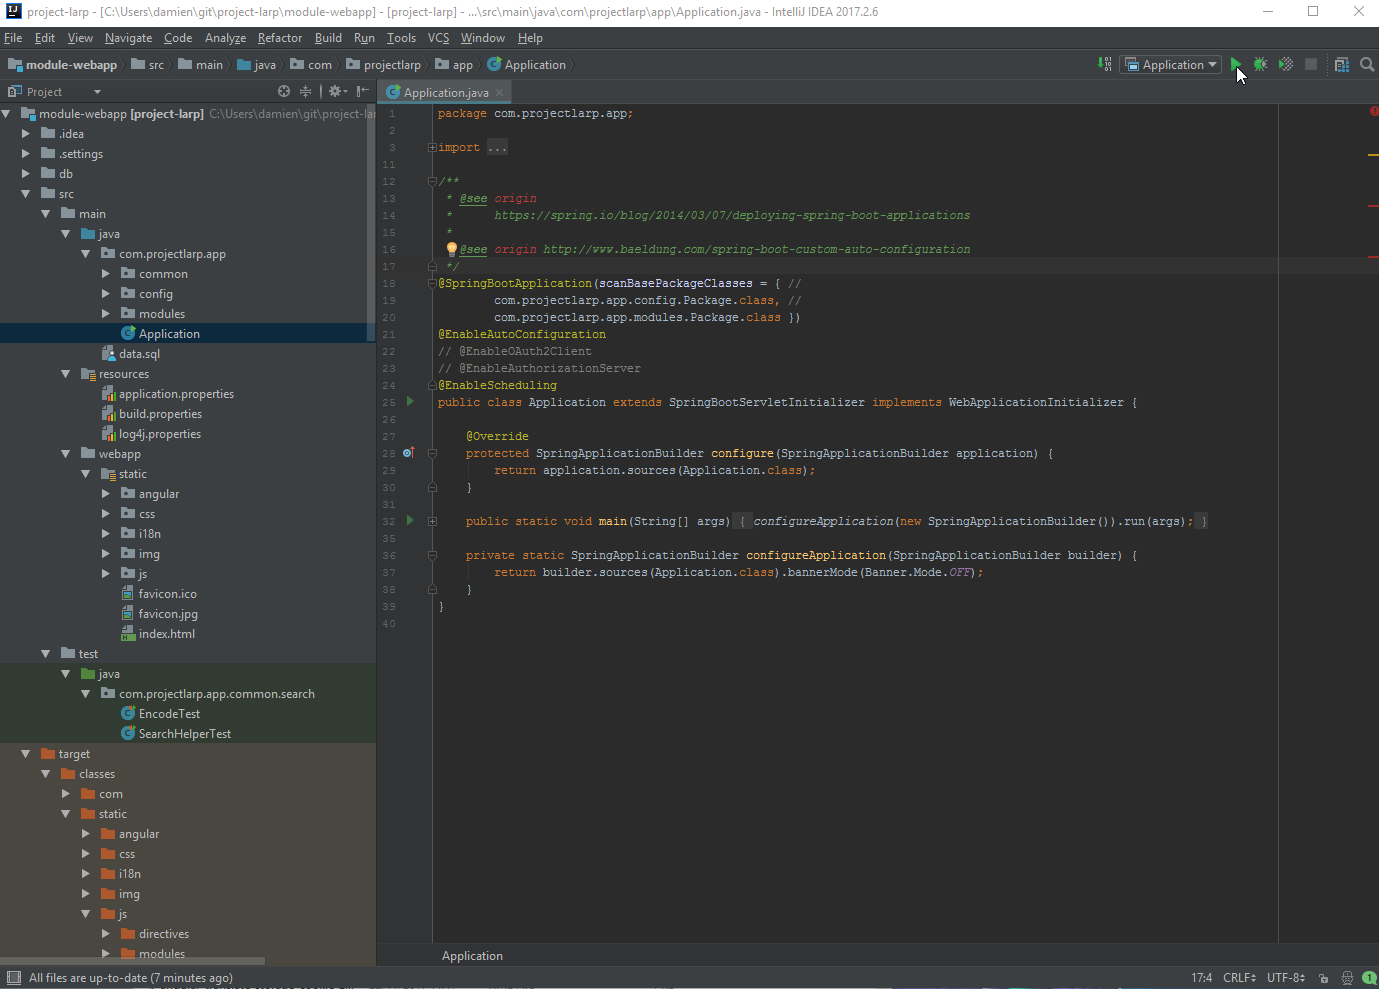 project-larp - [C:\Users\damien\git\project-larp\module-webapp] - [project-larp] - ...\src\main\java\com\projectlarp\app\Application.java - IntelliJ IDEA 2017.2.6
File Edit View Navigate Code Analyze Refactor Build Run Tools VCS Window Help
module-webapp src main java com projectlarp app Application
Application
Project
Application.java
module-webapp [project-larp] C:\Users\damien\git\project-lar
.idea
.settings
db
src
main
java
com.projectlarp.app
common
config
modules
Application
data.sql
resources
application.properties
build.properties
log4j.properties
webapp
static
angular
css
i18n
img
js
favicon.ico
favicon.jpg
index.html
test
java
com.projectlarp.app.common.search
EncodeTest
SearchHelperTest
target
classes
com
static
angular
css
i18n
img
js
directives
modules
1 package com.projectlarp.app;
2
3 import ...
11
12 /**
13 * @see origin
14 * https://spring.io/blog/2014/03/07/deploying-spring-boot-applications
15 *
16 @see origin http://www.baeldung.com/spring-boot-custom-auto-configuration
17 */
18 @SpringBootApplication(scanBasePackageClasses = { //
19 com.projectlarp.app.config.Package.class, //
20 com.projectlarp.app.modules.Package.class })
21 @EnableAutoConfiguration
22 // @EnableOAuth2Client
23 // @EnableAuthorizationServer
24 @EnableScheduling
25 public class Application extends SpringBootServletInitializer implements WebApplicationInitializer {
26
27 @Override
28 protected SpringApplicationBuilder configure(SpringApplicationBuilder application) {
29 return application.sources(Application.class);
30 }
31
32 public static void main(String[] args) { configureApplication(new SpringApplicationBuilder()).run(args); }
35
36 private static SpringApplicationBuilder configureApplication(SpringApplicationBuilder builder) {
37 return builder.sources(Application.class).bannerMode(Banner.Mode.OFF);
38 }
39 }
40
Application
All files are up-to-date (7 minutes ago)
17:4 CRLF UTF-8 1